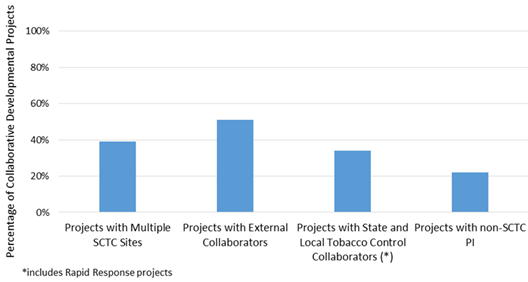 Percentage of Collaborative Developmental Projects
100%
80%
60%
40%
20%
0%
Projects with Multiple
SCTC Sites
Projects with External
Collaborators
Projects with State and
Local Tobacco Control
Collaborators (*)
Projects with non-SCTC
PI
*includes Rapid Response projects